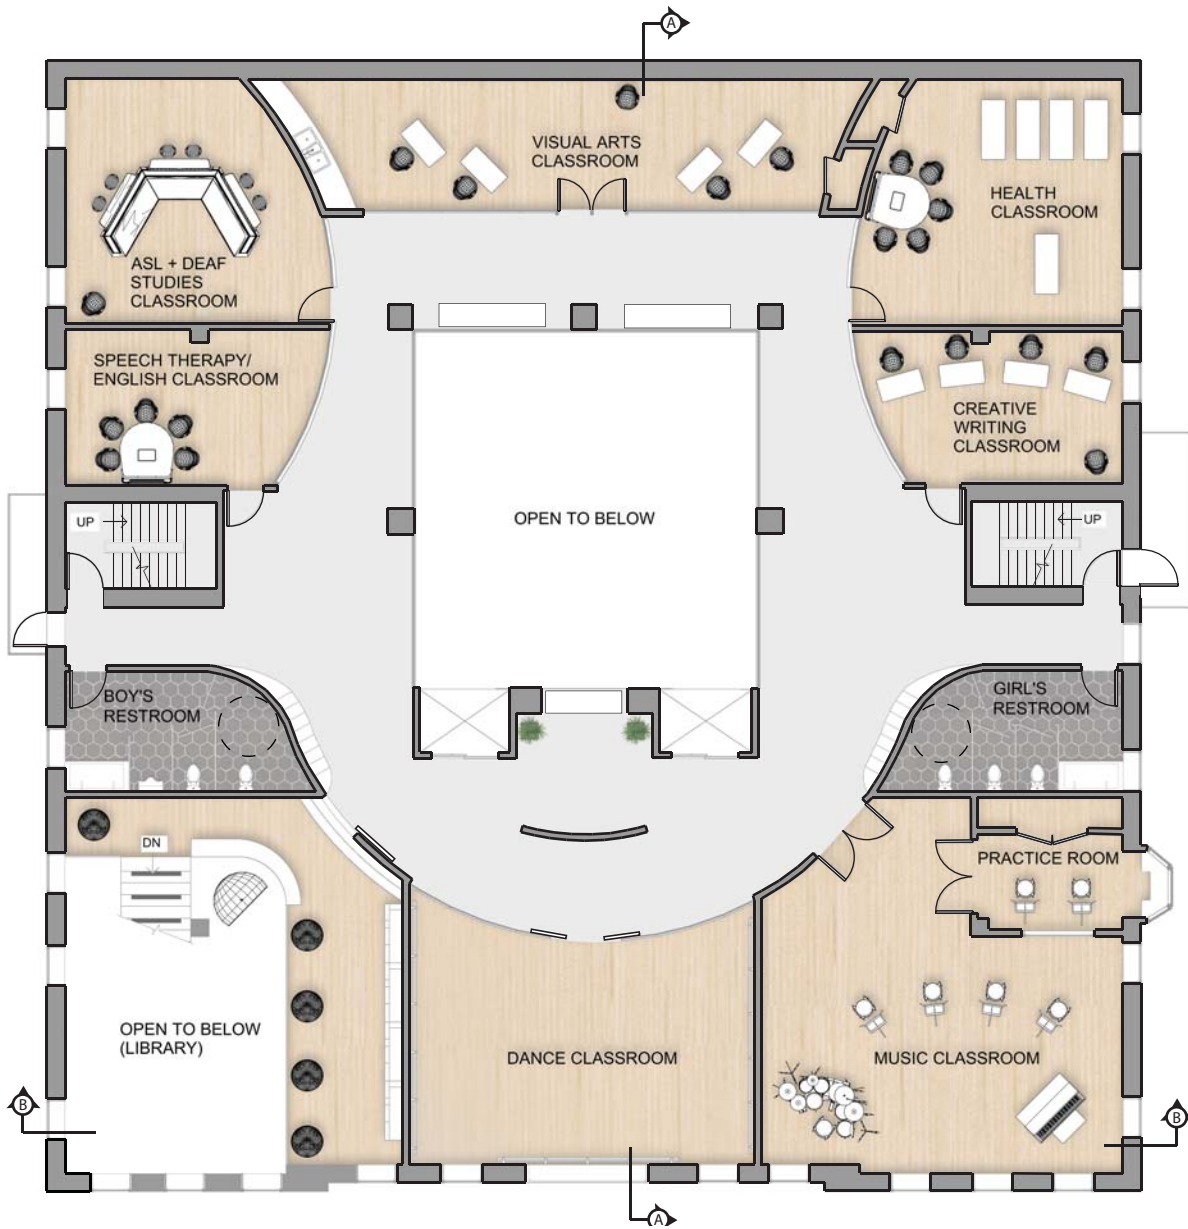 A
VISUAL ARTS
CLASSROOM
HEALTH
CLASSROOM
ASL + DEAF
STUDIES
CLASSROOM
SPEECH THERAPY/
ENGLISH CLASSROOM
CREATIVE
WRITING
CLASSROOM
UP
OPEN TO BELOW
UP
BOY'S
RESTROOM
GIRL'S
RESTROOM
DN
PRACTICE ROOM
OPEN TO BELOW
(LIBRARY)
DANCE CLASSROOM
MUSIC CLASSROOM
B
B
A